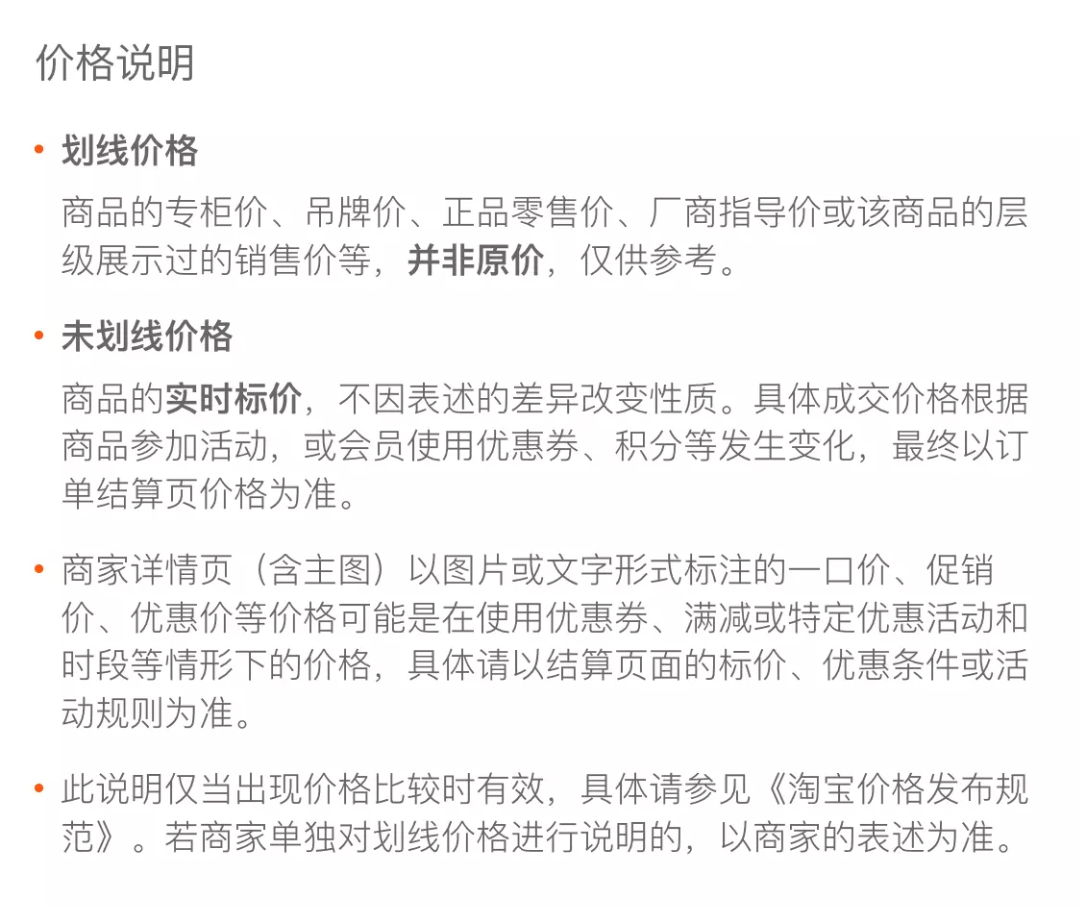 价格说明
• 划线价格
商品的专柜价、吊牌价、正品零售价、厂商指导价或该商品的层
级展示过的销售价等，并非原价，仅供参考。
• 未划线价格
商品的实时标价，不因表述的差异改变性质。具体成交价格根据
商品参加活动，或会员使用优惠券、积分等发生变化，最终以订
单结算页价格为准。
• 商家详情页（含主图）以图片或文字形式标注的一口价、促销
价、优惠价等价格可能是在使用优惠券、满减或特定优惠活动和
时段等情形下的价格，具体请以结算页面的标价、优惠条件或活
动规则为准。
• 此说明仅当出现价格比较时有效，具体请参见《淘宝价格发布规
范》。若商家单独对划线价格进行说明的，以商家的表述为准。